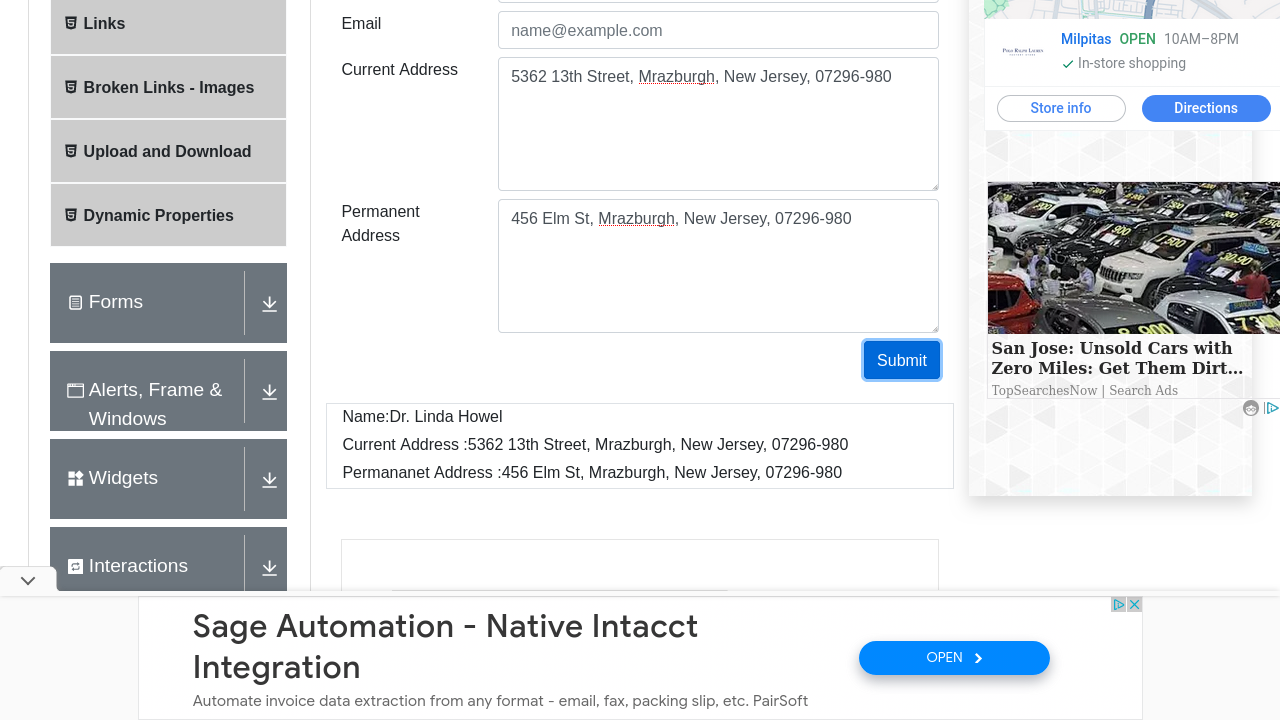 Links
Broken Links - Images
Upload and Download
Dynamic Properties
Forms
Alerts, Frame &
Windows
Widgets
Interactions
Email
name@example.com
Current Address
5362 13th Street, Mrazburgh, New Jersey, 07296-980
Permanent
Address
456 Elm St, Mrazburgh, New Jersey, 07296-980
Submit
Name:Dr. Linda Howel
Current Address :5362 13th Street, Mrazburgh, New Jersey, 07296-980
Permananet Address :456 Elm St, Mrazburgh, New Jersey, 07296-980
Milpitas OPEN 10AM–8PM
In-store shopping
Store info
Directions
San Jose: Unsold Cars with
Zero Miles: Get Them Dirt...
TopSearchesNow | Search Ads
Sage Automation - Native Intacct
Integration
Automate invoice data extraction from any format - email, fax, packing slip, etc. PairSoft
OPEN